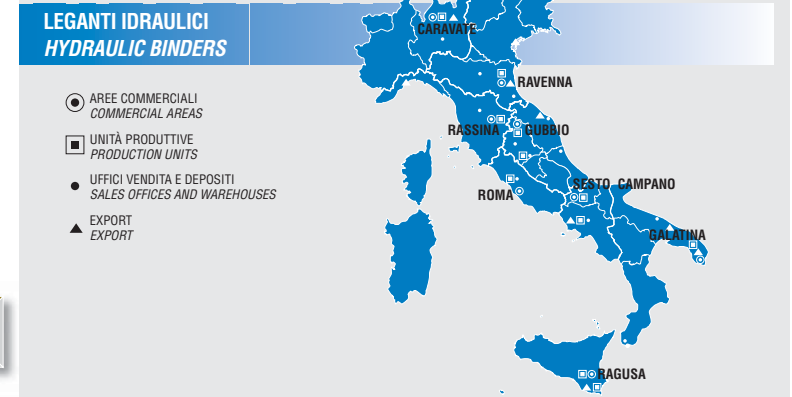 LEGANTI IDRAULICI
HYDRAULIC BINDERS
AREE COMMERCIALI
COMMERCIAL AREAS
UNITÀ PRODUTTIVE
PRODUCTION UNITS
UFFICI VENDITA E DEPOSITI
SALES OFFICES AND WAREHOUSES
EXPORT
EXPORT
CARAVATE
RAVENNA
RASSINA
GUBBIO
ROMA
SESTO CAMPANO
GALATINA
RAGUSA